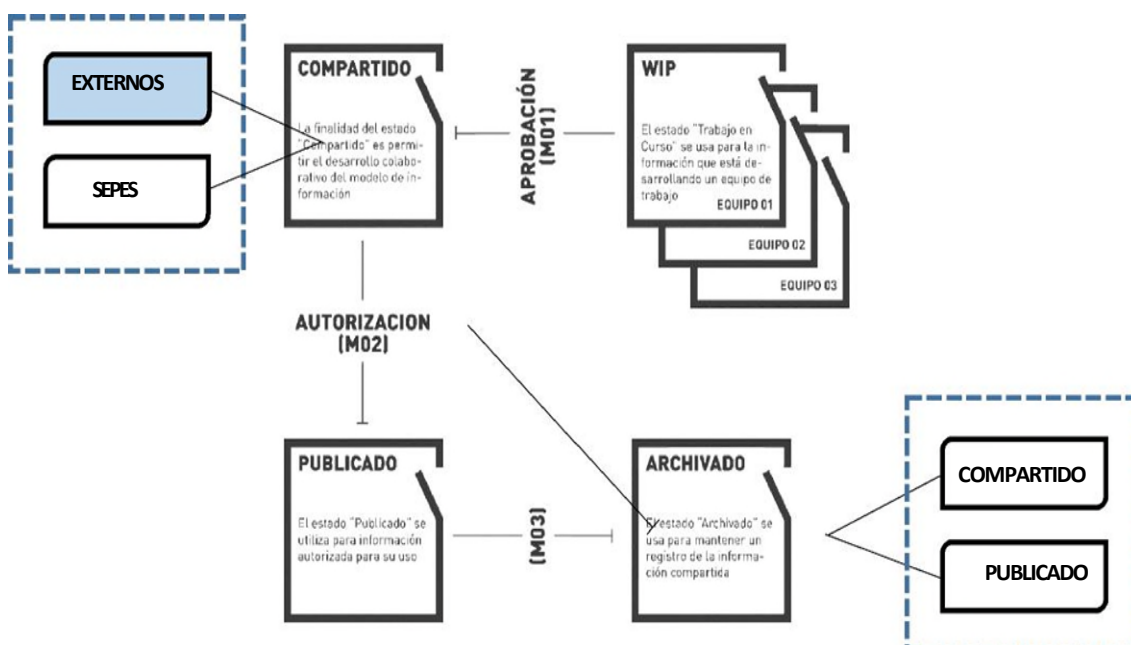 EXTERNOS
SEPES
COMPARTIDO
La finalidad del estado
"Compartido" es permi-
tir el desarrollo colabo-
rativo del modelo de in-
formación
APROBACIÓN
(M01)
WIP
El estado "Trabajo en
Curso" se usa para la in-
formación que está de-
sarrollando un equipo de
trabajo
EQUIPO 01
EQUIPO 02
EQUIPO 03
AUTORIZACION
(M02)
PUBLICADO
El estado "Publicado" se
utiliza para información
autorizada para su uso
(M03)
ARCHIVADO
El estado "Archivado" se
usa para mantener un
registro de la informa-
ción compartida
COMPARTIDO
PUBLICADO